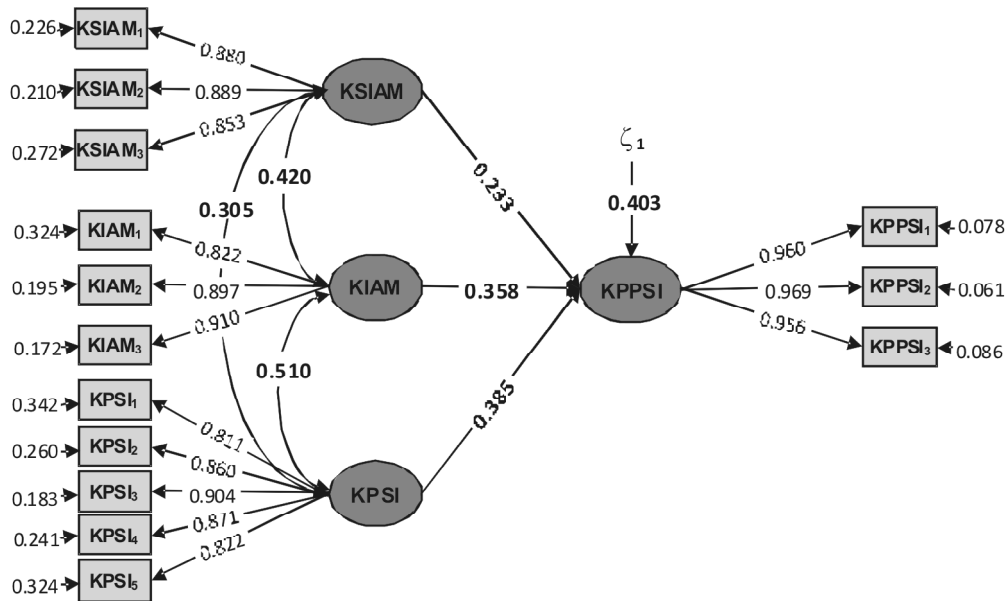 0.226 KSIAM₁
0.880
0.210 KSIAM₂ 0.889 KSIAM
0.853
0.272 KSIAM₃
ζ₁
0.420 0.233
0.305 0.403
0.324 KIAM₁ KPPSI₁ 0.078
0.822 0.960
0.195 KIAM₂ 0.897 KIAM 0.358 KPPSI 0.969 KPPSI₂ 0.061
0.910 0.956
0.172 KIAM₃ KPPSI₃ 0.086
0.510
0.342 KPSI₁ 0.385
0.811
0.260 KPSI₂
0.860
0.183 KPSI₃ 0.904 KPSI
0.871
0.241 KPSI₄
0.822
0.324 KPSI₅